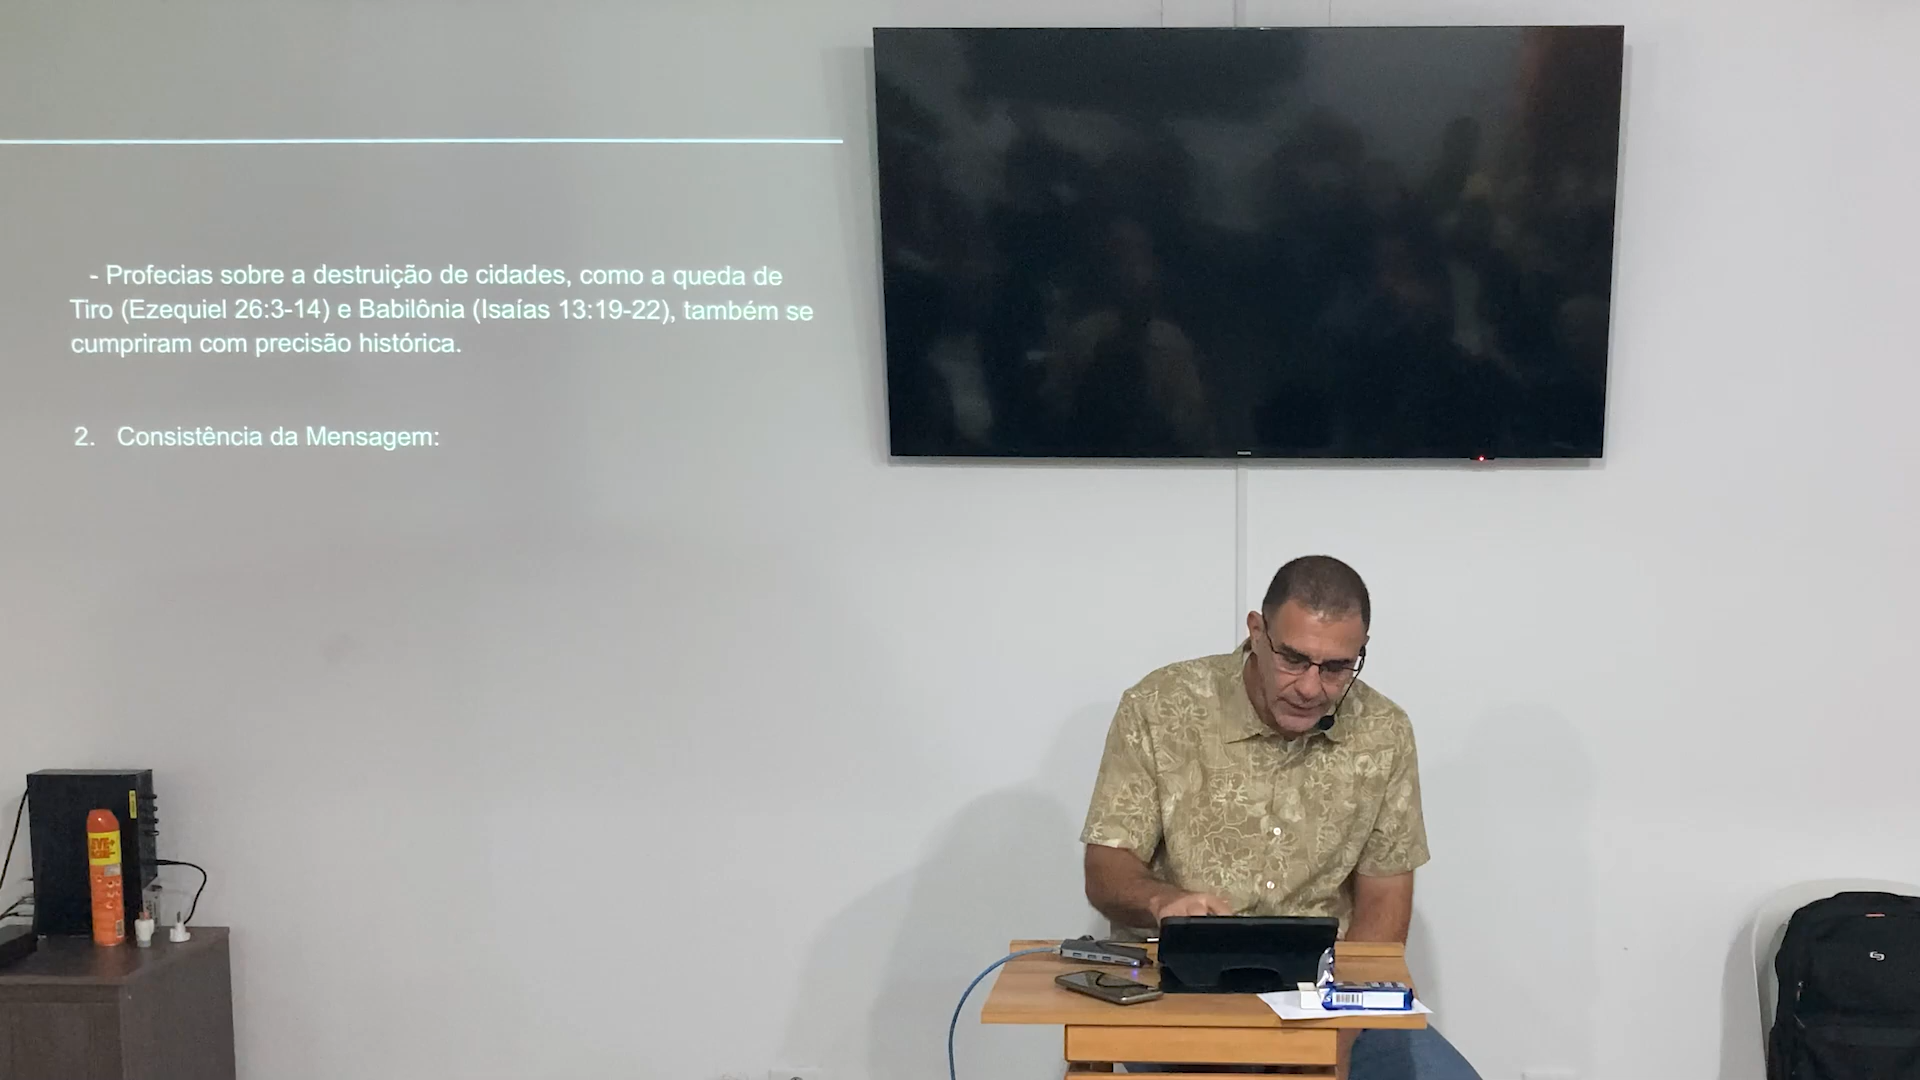 - Profecias sobre a destruição de cidades, como a queda de
Tiro (Ezequiel 26:3-14) e Babilônia (Isaías 13:19-22), também se
cumpriram com precisão histórica.
2. Consistência da Mensagem:
PHILIPS